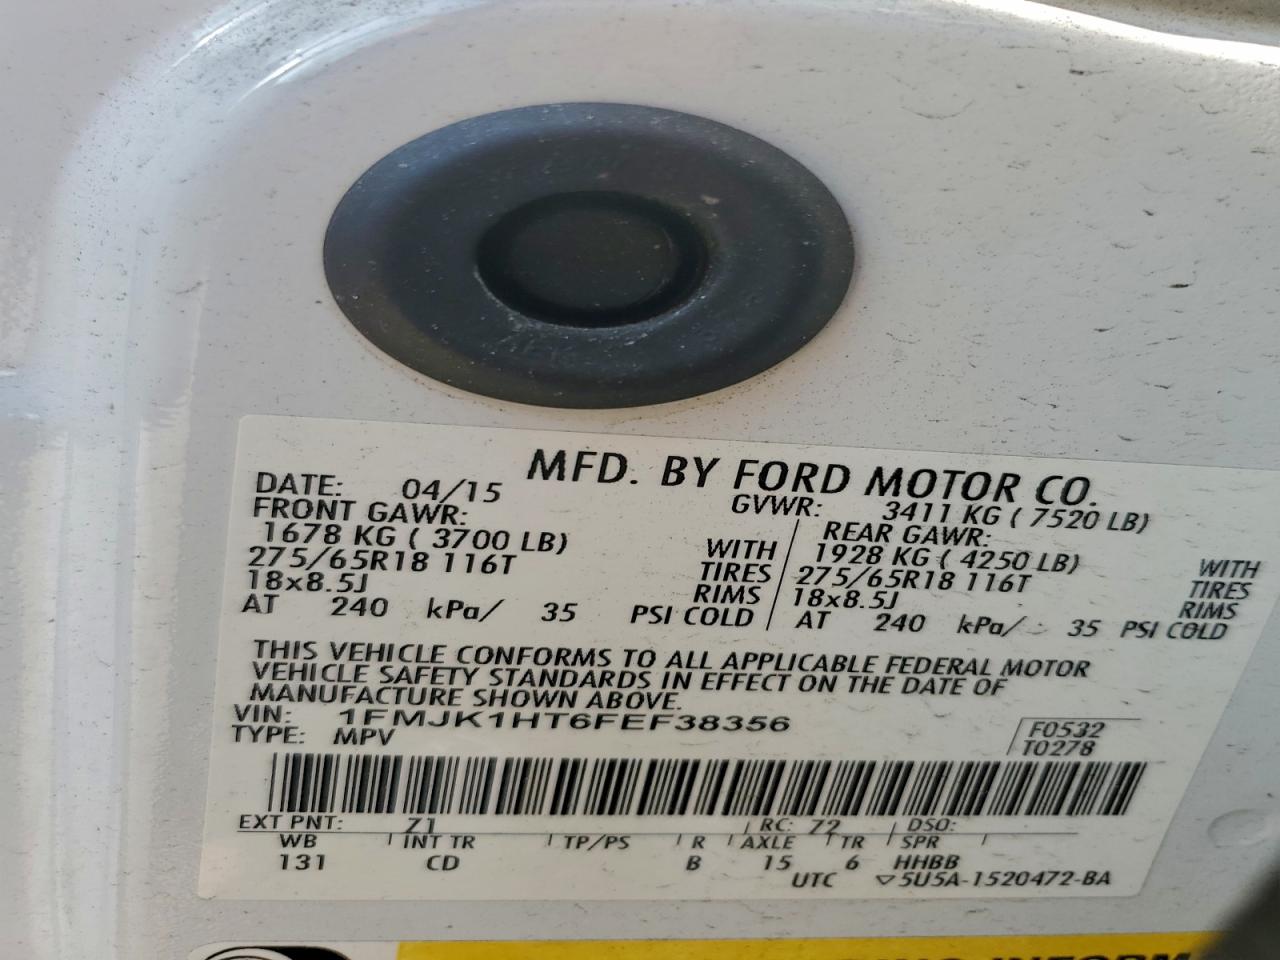 MFD. BY FORD MOTOR CO.
DATE: 04/15 GVWR: 3411 KG ( 7520 LB)
FRONT GAWR: REAR GAWR:
1678 KG ( 3700 LB) WITH 1928 KG ( 4250 LB) WITH
275/65R18 116T TIRES 275/65R18 116T TIRES
18x8.5J RIMS 18x8.5J RIMS
AT 240 kPa/ 35 PSI COLD AT 240 kPa/ 35 PSI COLD
THIS VEHICLE CONFORMS TO ALL APPLICABLE FEDERAL MOTOR
VEHICLE SAFETY STANDARDS IN EFFECT ON THE DATE OF
MANUFACTURE SHOWN ABOVE.
VIN: 1FMJK1HT6FEF38356 F0532
TYPE: MPV T0278
EXT PNT: Z1 RC: 72 DSO:
WB INT TR TP/PS R AXLE TR SPR
131 CD B 15 6 HHBB
UTC ▽5U5A-1520472-BA